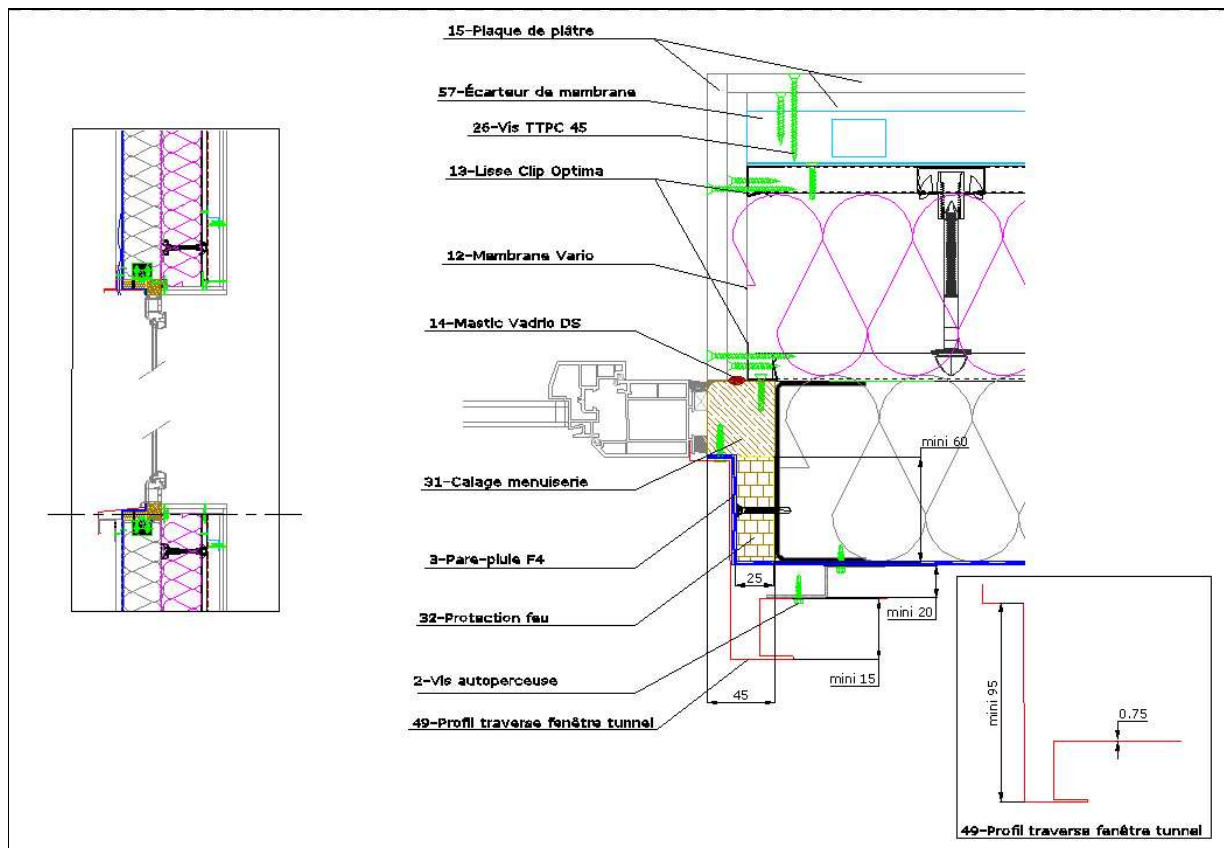 15-Plaque de plâtre
57-Écarteur de membrane
26-Vis TTPC 45
13-Lisse Clip Optima
12-Membrane Vario
14-Mastic Vadrio DS
31-Calage menuiserie
mini 60
3-Pare-pluie F4
25
32-Protection feu
mini 20
2-Vis autoperceuse
mini 15
45
49-Profil traverse fenêtre tunnel
mini 95
0.75
49-Profil traverse fenêtre tunnel